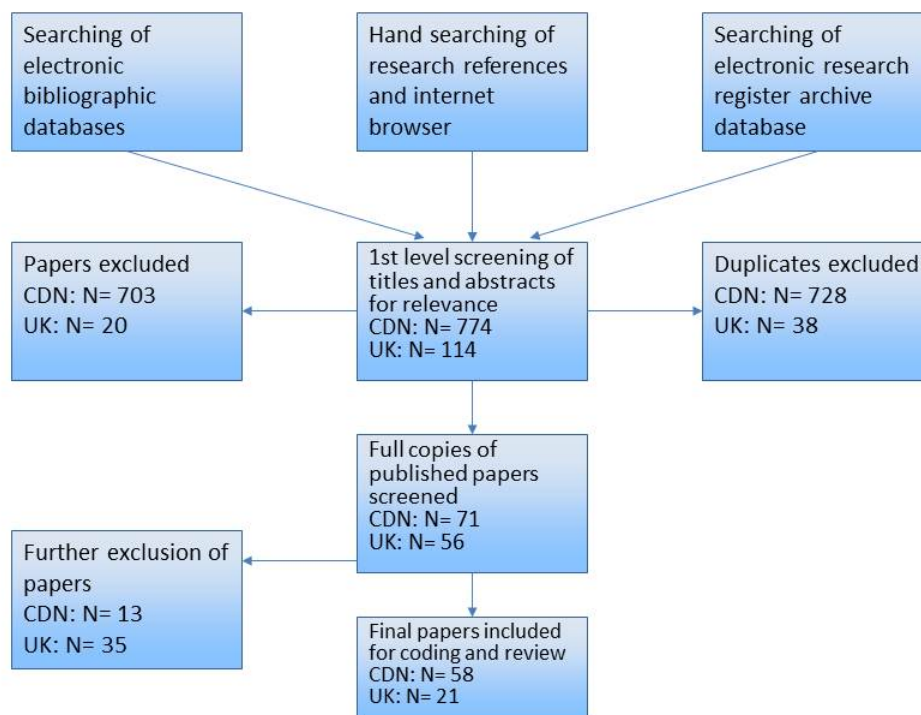 Searching of
electronic
bibliographic
databases
Hand searching of
research references
and internet
browser
Searching of
electronic research
register archive
database
Papers excluded
CDN: N= 703
UK: N= 20
1st level screening of
titles and abstracts
for relevance
CDN: N= 774
UK: N= 114
Duplicates excluded
CDN: N= 728
UK: N= 38
Full copies of
published papers
screened
CDN: N= 71
UK: N= 56
Further exclusion of
papers
CDN: N= 13
UK: N= 35
Final papers included
for coding and review
CDN: N= 58
UK: N= 21